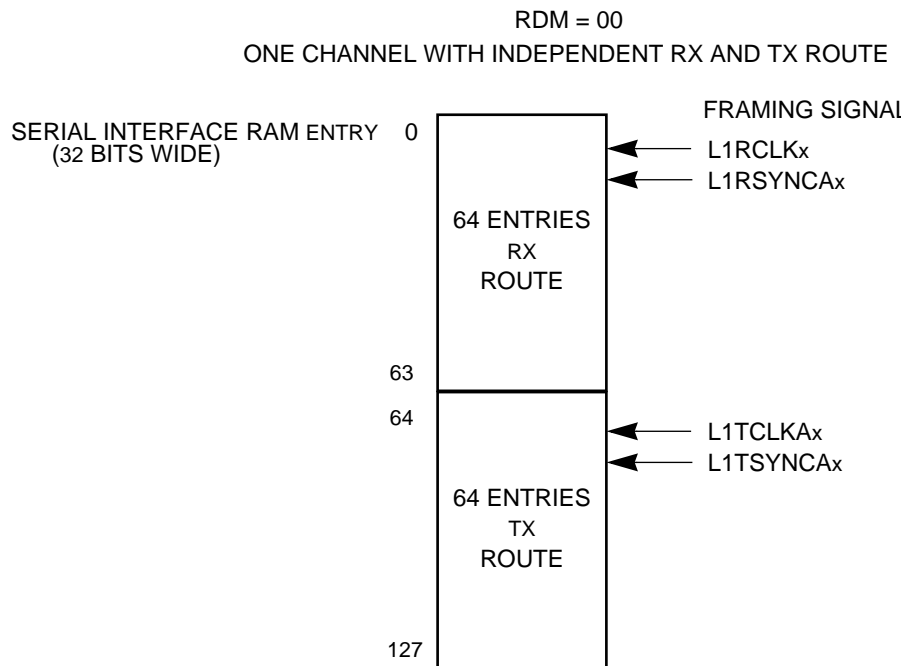 RDM = 00
ONE CHANNEL WITH INDEPENDENT RX AND TX ROUTE
FRAMING SIGNAL
SERIAL INTERFACE RAM ENTRY 0
(32 BITS WIDE)
L1RCLKx
L1RSYNCAx
64 ENTRIES
RX
ROUTE
63
64
L1TCLKAx
L1TSYNCAx
64 ENTRIES
TX
ROUTE
127